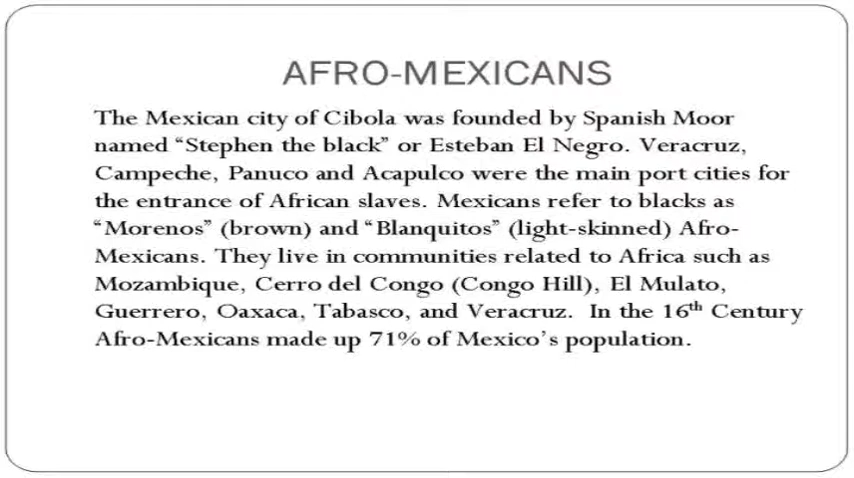 AFRO-MEXICANS
The Mexican city of Cibola was founded by Spanish Moor
named “Stephen the black” or Esteban El Negro. Veracruz,
Campeche, Panuco and Acapulco were the main port cities for
the entrance of African slaves. Mexicans refer to blacks as
“Morenos” (brown) and “Blanquitos” (light-skinned) Afro-
Mexicans. They live in communities related to Africa such as
Mozambique, Cerro del Congo (Congo Hill), El Mulato,
Guerrero, Oaxaca, Tabasco, and Veracruz.  In the 16th Century
Afro-Mexicans made up 71% of Mexico’s population.